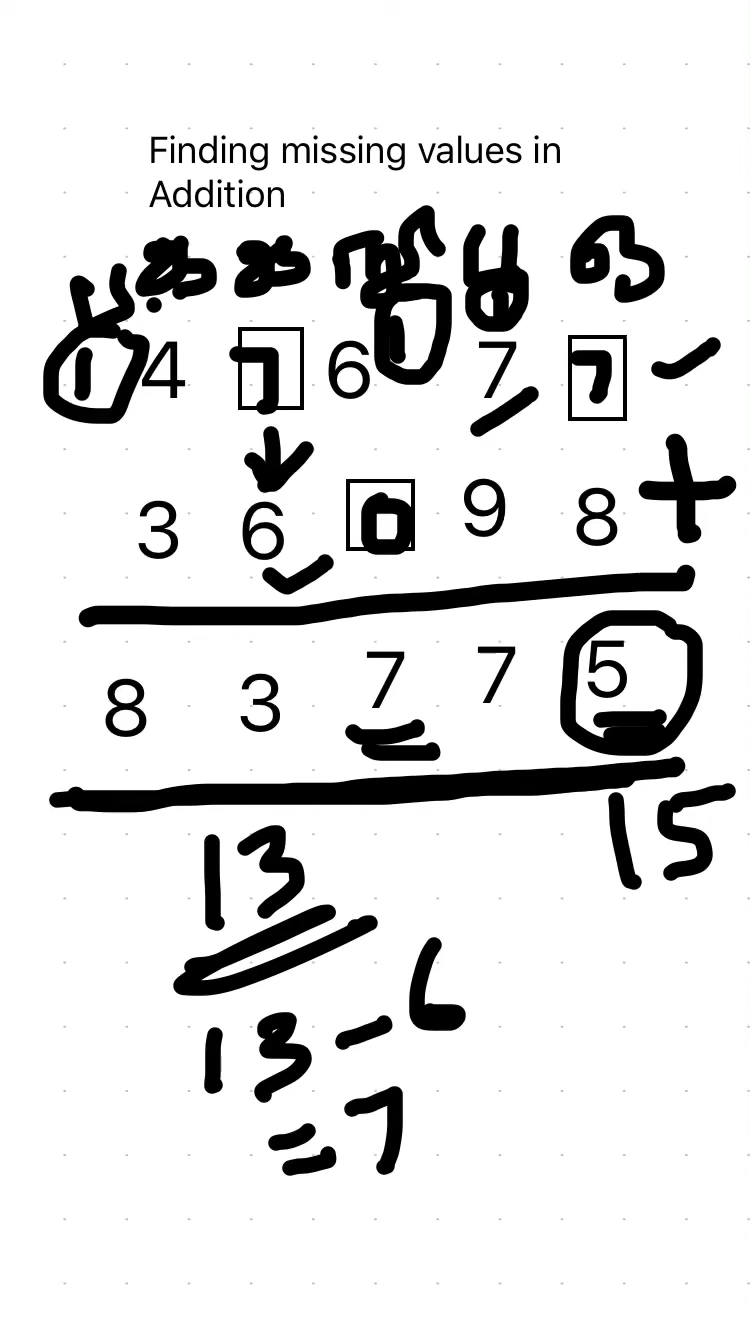 Finding missing values in
Addition
1 4 7 6 1 7 7
3 6 0 9 8 +
8 3 7 7 5
15
13
13 - 6
= 7